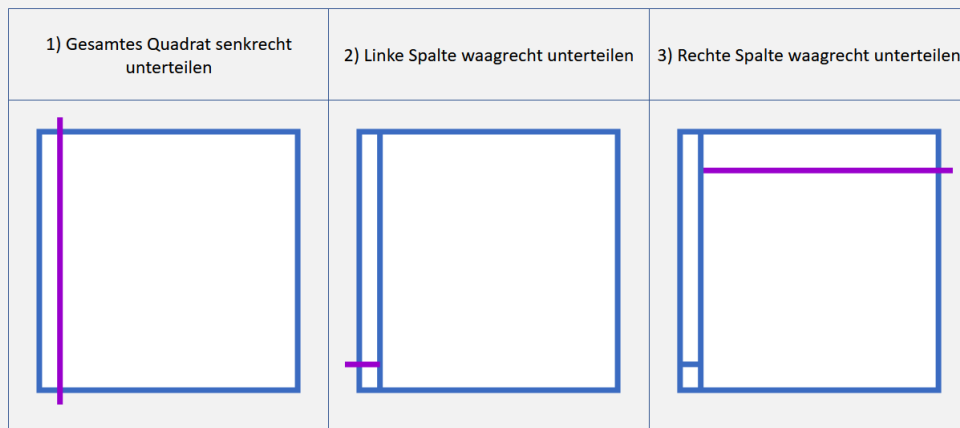 1) Gesamtes Quadrat senkrecht
unterteilen
2) Linke Spalte waagrecht unterteilen
3) Rechte Spalte waagrecht unterteilen